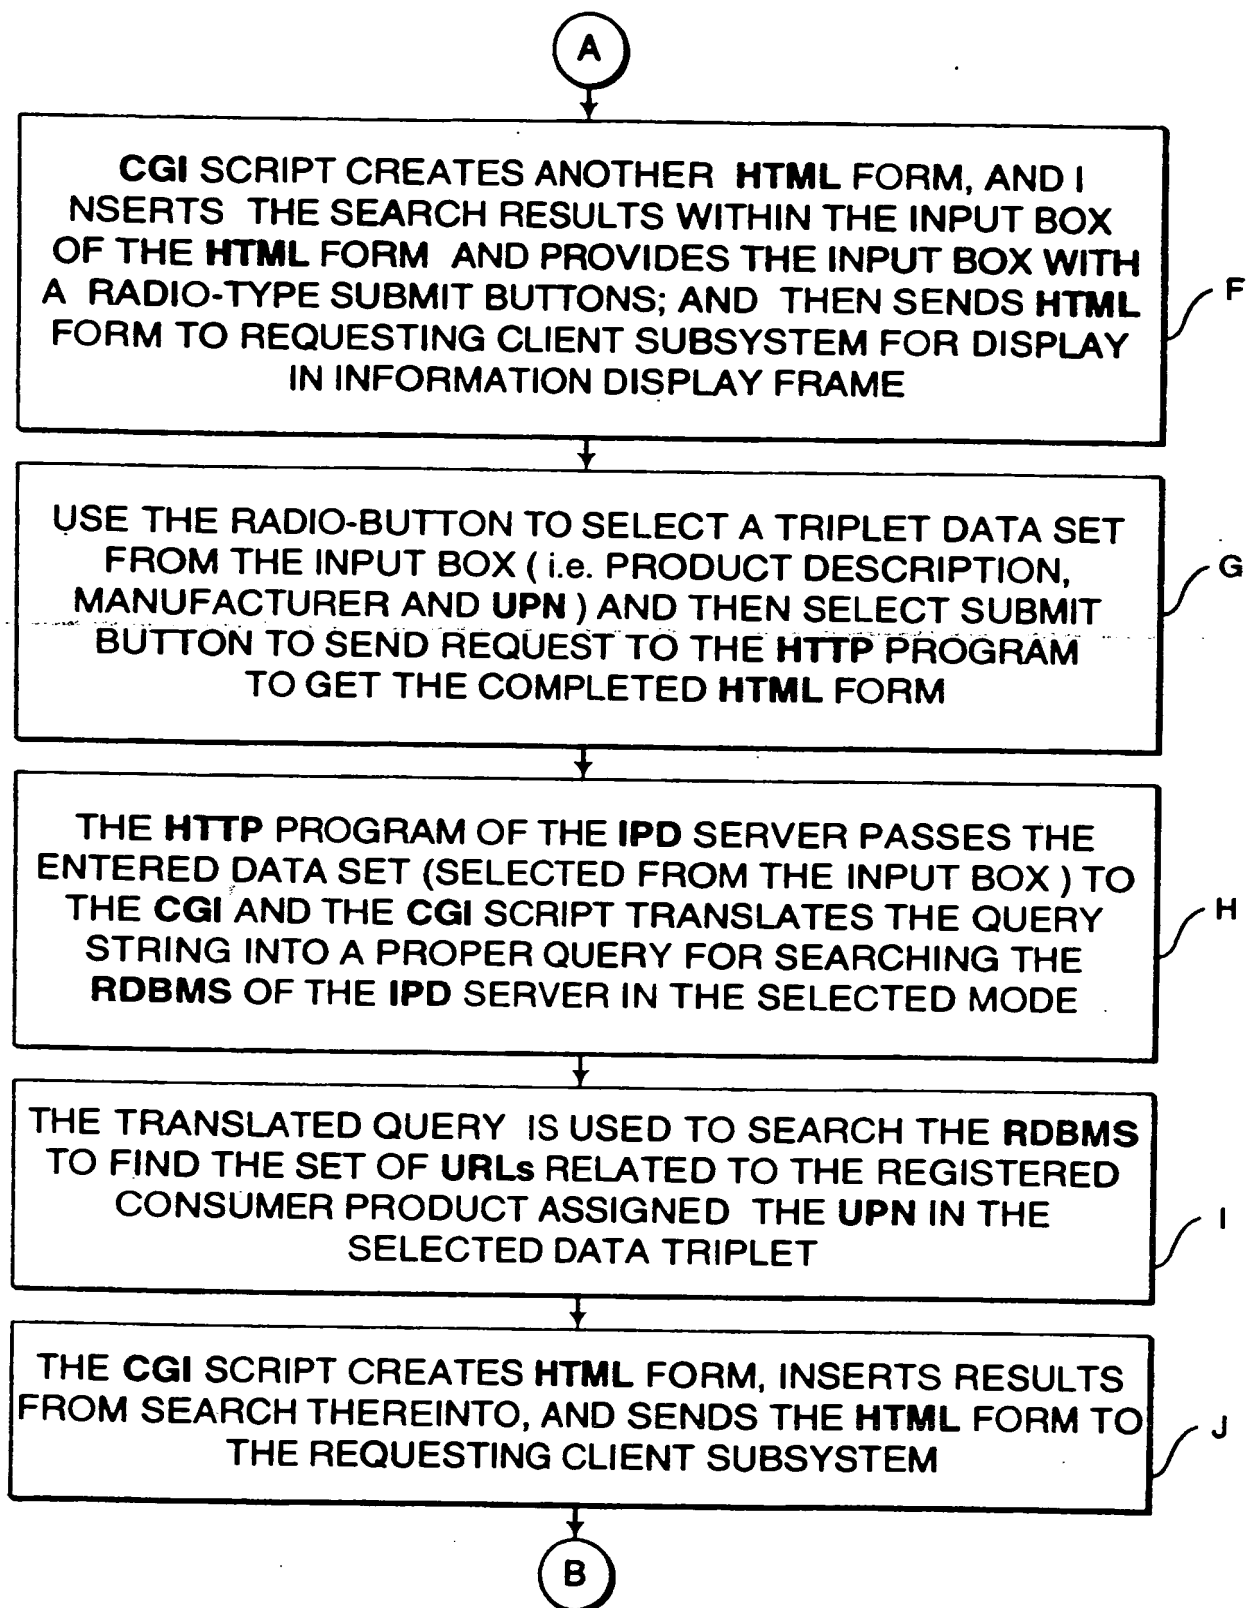 A
CGI SCRIPT CREATES ANOTHER HTML FORM, AND I
NSERTS THE SEARCH RESULTS WITHIN THE INPUT BOX
OF THE HTML FORM AND PROVIDES THE INPUT BOX WITH
A RADIO-TYPE SUBMIT BUTTONS; AND THEN SENDS HTML
FORM TO REQUESTING CLIENT SUBSYSTEM FOR DISPLAY
IN INFORMATION DISPLAY FRAME
F
USE THE RADIO-BUTTON TO SELECT A TRIPLET DATA SET
FROM THE INPUT BOX ( i.e. PRODUCT DESCRIPTION,
MANUFACTURER AND UPN ) AND THEN SELECT SUBMIT
BUTTON TO SEND REQUEST TO THE HTTP PROGRAM
TO GET THE COMPLETED HTML FORM
G
THE HTTP PROGRAM OF THE IPD SERVER PASSES THE
ENTERED DATA SET (SELECTED FROM THE INPUT BOX ) TO
THE CGI AND THE CGI SCRIPT TRANSLATES THE QUERY
STRING INTO A PROPER QUERY FOR SEARCHING THE
RDBMS OF THE IPD SERVER IN THE SELECTED MODE
H
THE TRANSLATED QUERY IS USED TO SEARCH THE RDBMS
TO FIND THE SET OF URLs RELATED TO THE REGISTERED
CONSUMER PRODUCT ASSIGNED THE UPN IN THE
SELECTED DATA TRIPLET
I
THE CGI SCRIPT CREATES HTML FORM, INSERTS RESULTS
FROM SEARCH THEREINTO, AND SENDS THE HTML FORM TO
THE REQUESTING CLIENT SUBSYSTEM
J
B